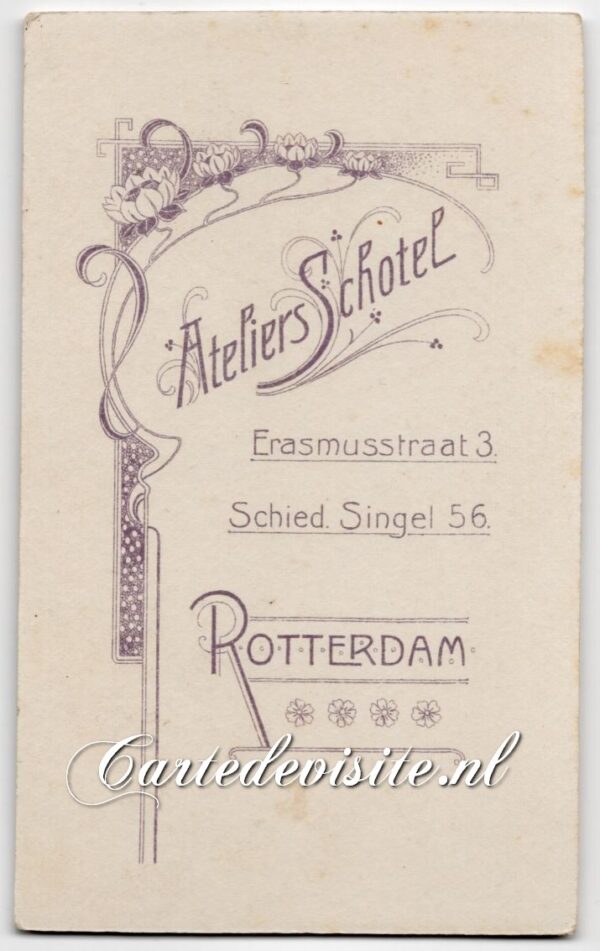 Ateliers Schotel
Erasmusstraat 3.
Schied. Singel 56.
ROTTERDAM
Cartedevisite.nl